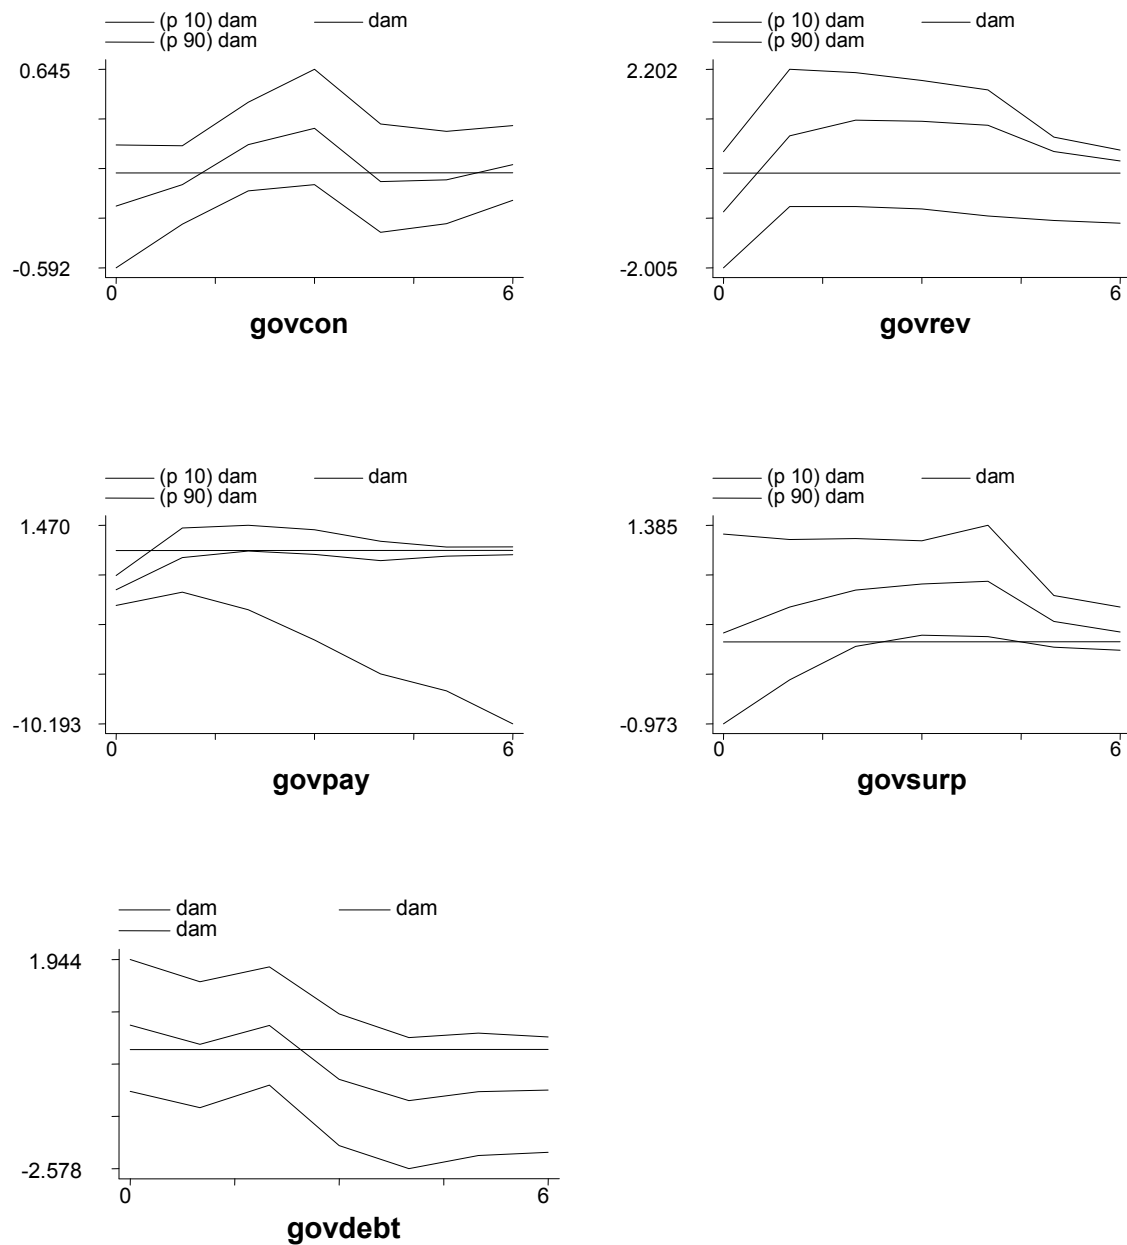 (p 10) dam dam
(p 90) dam
0.645
-0.592
0 6
govcon
(p 10) dam dam
(p 90) dam
2.202
-2.005
0 6
govrev
(p 10) dam dam
(p 90) dam
1.470
-10.193
0 6
govpay
(p 10) dam dam
(p 90) dam
1.385
-0.973
0 6
govsurp
dam dam
dam
1.944
-2.578
0 6
govdebt